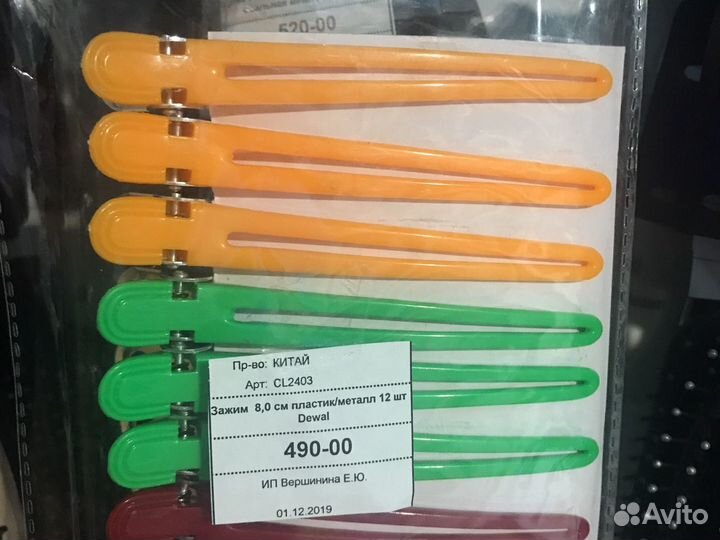 520-00
Пр-во: КИТАЙ
Арт: CL2403
Зажим 8,0 см пластик/металл 12 шт
Dewal
490-00
ИП Вершинина Е.Ю.
01.12.2019
Avito